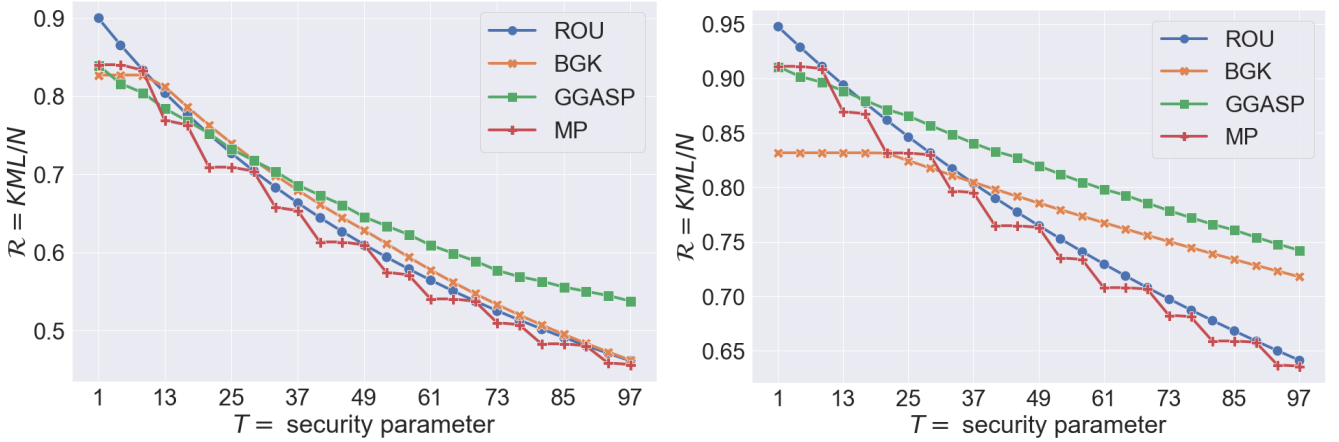 0.9
0.8
0.7
0.6
0.5
R = KML/N
1 13 25 37 49 61 73 85 97
T = security parameter
ROU
BGK
GGASP
MP
0.95
0.90
0.85
0.80
0.75
0.70
0.65
R = KML/N
1 13 25 37 49 61 73 85 97
T = security parameter
ROU
BGK
GGASP
MP